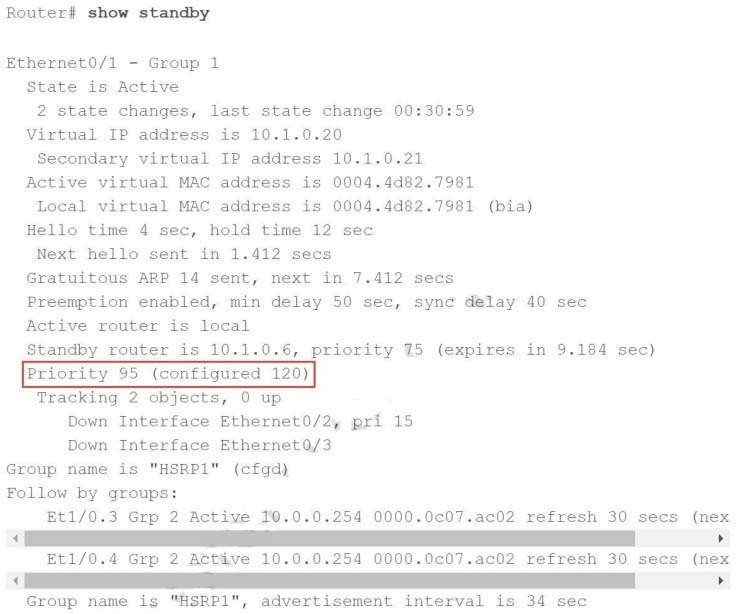 Router# show standby
Ethernet0/1 - Group 1
State is Active
2 state changes, last state change 00:30:59
Virtual IP address is 10.1.0.20
Secondary virtual IP address 10.1.0.21
Active virtual MAC address is 0004.4d82.7981
Local virtual MAC address is 0004.4d82.7981 (bia)
Hello time 4 sec, hold time 12 sec
Next hello sent in 1.412 secs
Gratuitous ARP 14 sent, next in 7.412 secs
Preemption enabled, min delay 50 sec, sync delay 40 sec
Active router is local
Standby router is 10.1.0.6, priority 75 (expires in 9.184 sec)
Priority 95 (configured 120)
Tracking 2 objects, 0 up
Down Interface Ethernet0/2, pri 15
Down Interface Ethernet0/3
Group name is "HSRP1" (cfgd)
Follow by groups:
Et1/0.3 Grp 2 Active 10.0.0.254 0000.0c07.ac02 refresh 30 secs (nex
Et1/0.4 Grp 2 Active 10.0.0.254 0000.0c07.ac02 refresh 30 secs (nex
Group name is "HSRP1", advertisement interval is 34 sec